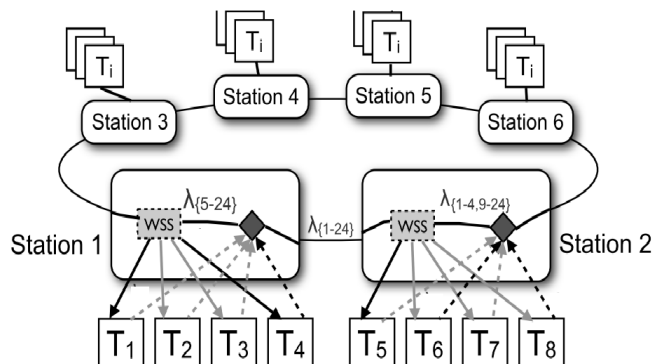 Ti
Ti
Ti
Ti
Station 3
Station 4
Station 5
Station 6
λ{5-24}
λ{1-24}
λ{1-4,9-24}
WSS
WSS
Station 1
Station 2
T1
T2
T3
T4
T5
T6
T7
T8